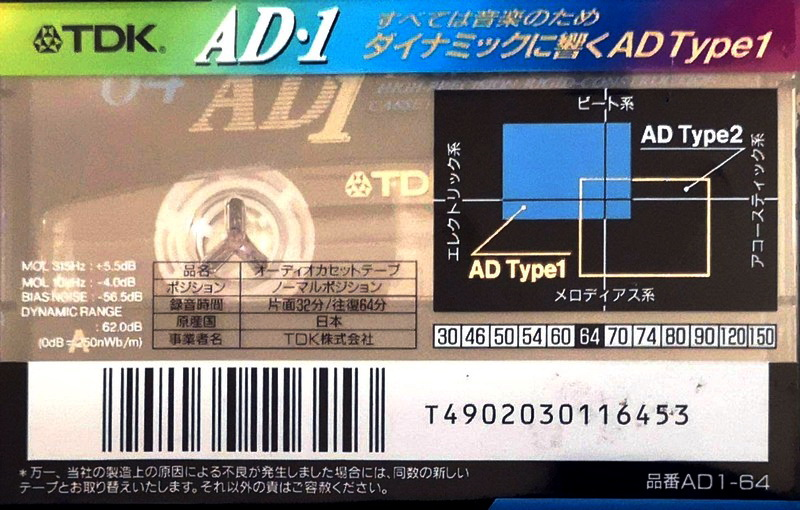 TDK. AD・1
すべては音楽のため
ダイナミックに響くAD Type1
AD1
TD
ビート系
エレクトリック系
アコースティック系
メロディアス系
AD Type2
AD Type1
MOL 315Hz : +5.5dB
MOL 10kHz : -4.0dB
BIAS NOISE : -56.5dB
DYNAMIC RANGE
: 62.0dB
(0dB = 250nWb/m)
A
品名 オーディオカセットテープ
ポジション ノーマルポジション
録音時間 片面32分/往復64分
原産国 日本
事業者名 TDK株式会社
30 46 50 54 60 64 70 74 80 90 120 150
T4902030116453
*万一、当社の製造上の原因による不良が発生しました場合には、同数の新しい
テープとお取り替えいたします。それ以外の責はご容赦ください。
品番AD1-64